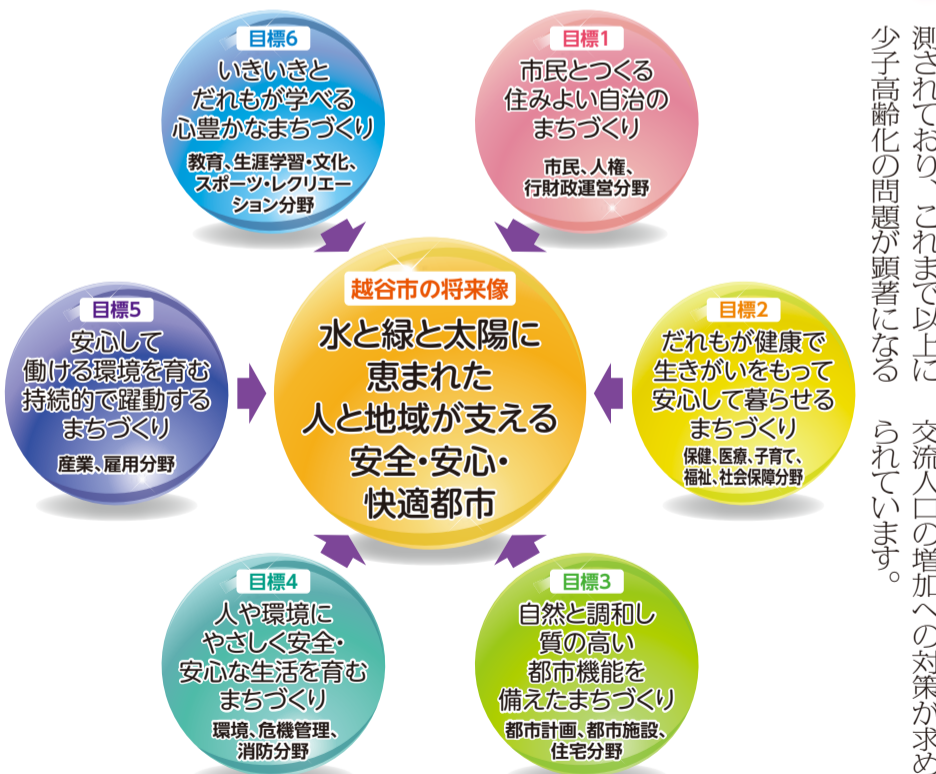 測されており、これまで以上に
少子高齢化の問題が顕著になる
交流人口の増加への対策が求め
られています。
目標1
市民とつくる
住みよい自治の
まちづくり
市民、人権、
行財政運営分野
目標2
だれもが健康で
生きがいをもって
安心して暮らせる
まちづくり
保健、医療、子育て、
福祉、社会保障分野
目標3
自然と調和し
質の高い
都市機能を
備えたまちづくり
都市計画、都市施設、
住宅分野
目標4
人や環境に
やさしく安全・
安心な生活を育む
まちづくり
環境、危機管理、
消防分野
目標5
安心して
働ける環境を育む
持続的で躍動する
まちづくり
産業、雇用分野
目標6
いきいきと
だれもが学べる
心豊かなまちづくり
教育、生涯学習・文化、
スポーツ・レクリエー
ション分野
越谷市の将来像
水と緑と太陽に
恵まれた
人と地域が支える
安全・安心・
快適都市